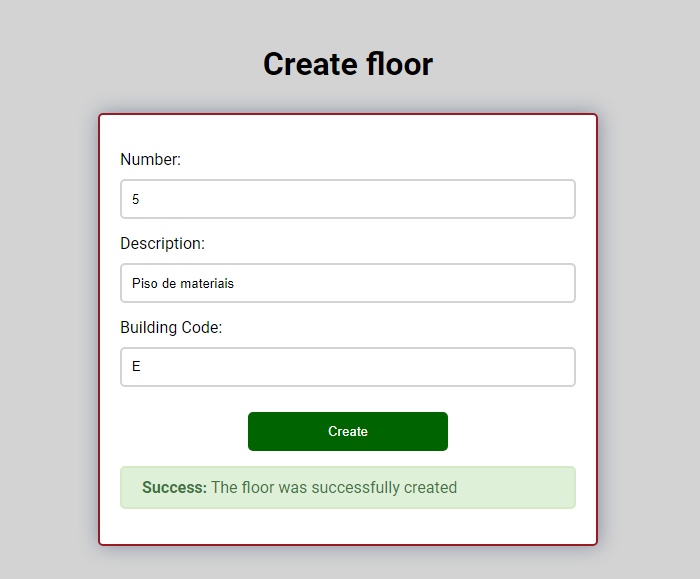 Create floor
Number:
5
Description:
Piso de materiais
Building Code:
E
Create
Success: The floor was successfully created